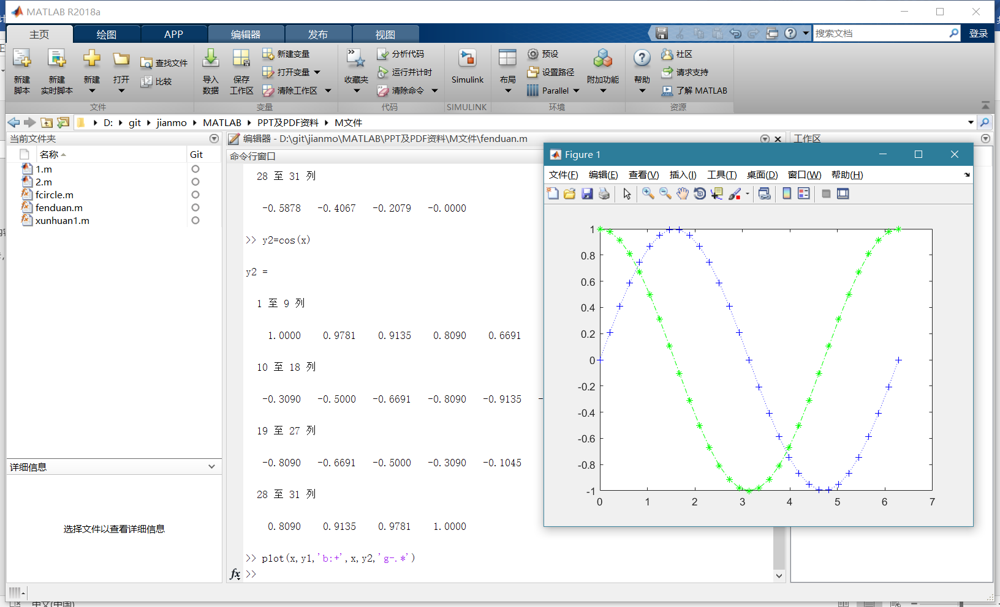 MATLAB R2018a
主页 绘图 APP 编辑器 发布 视图 搜索文档 登录
新建脚本 新建实时脚本 新建 打开 查找文件 比较
文件
导入数据 保存工作区 新建变量 打开变量 清除工作区
变量
收藏夹 分析代码 运行并计时 清除命令
代码
Simulink
SIMULINK
布局 预设 设置路径 Parallel 附加功能
环境
帮助 社区 请求支持 了解 MATLAB
资源
D: git jianmo MATLAB PPT及PDF资料 M文件
当前文件夹
名称 Git
1.m
2.m
fcircle.m
fenduan.m
xunhuan1.m
详细信息
选择文件以查看详细信息
编辑器 - D:\git\jianmo\MATLAB\PPT及PDF资料\M文件\fenduan.m
命令行窗口
28 至 31 列
-0.5878 -0.4067 -0.2079 -0.0000
>> y2=cos(x)
y2 =
1 至 9 列
1.0000 0.9781 0.9135 0.8090 0.6691
10 至 18 列
-0.3090 -0.5000 -0.6691 -0.8090 -0.9135 -
19 至 27 列
-0.8090 -0.6691 -0.5000 -0.3090 -0.1045
28 至 31 列
0.8090 0.9135 0.9781 1.0000
>> plot(x,y1,'b:+',x,y2,'g-.*')
fx >>
工作区
Figure 1
文件(F) 编辑(E) 查看(V) 插入(I) 工具(T) 桌面(D) 窗口(W) 帮助(H)
1
0.8
0.6
0.4
0.2
0
-0.2
-0.4
-0.6
-0.8
-1
0 1 2 3 4 5 6 7
中文(中国)